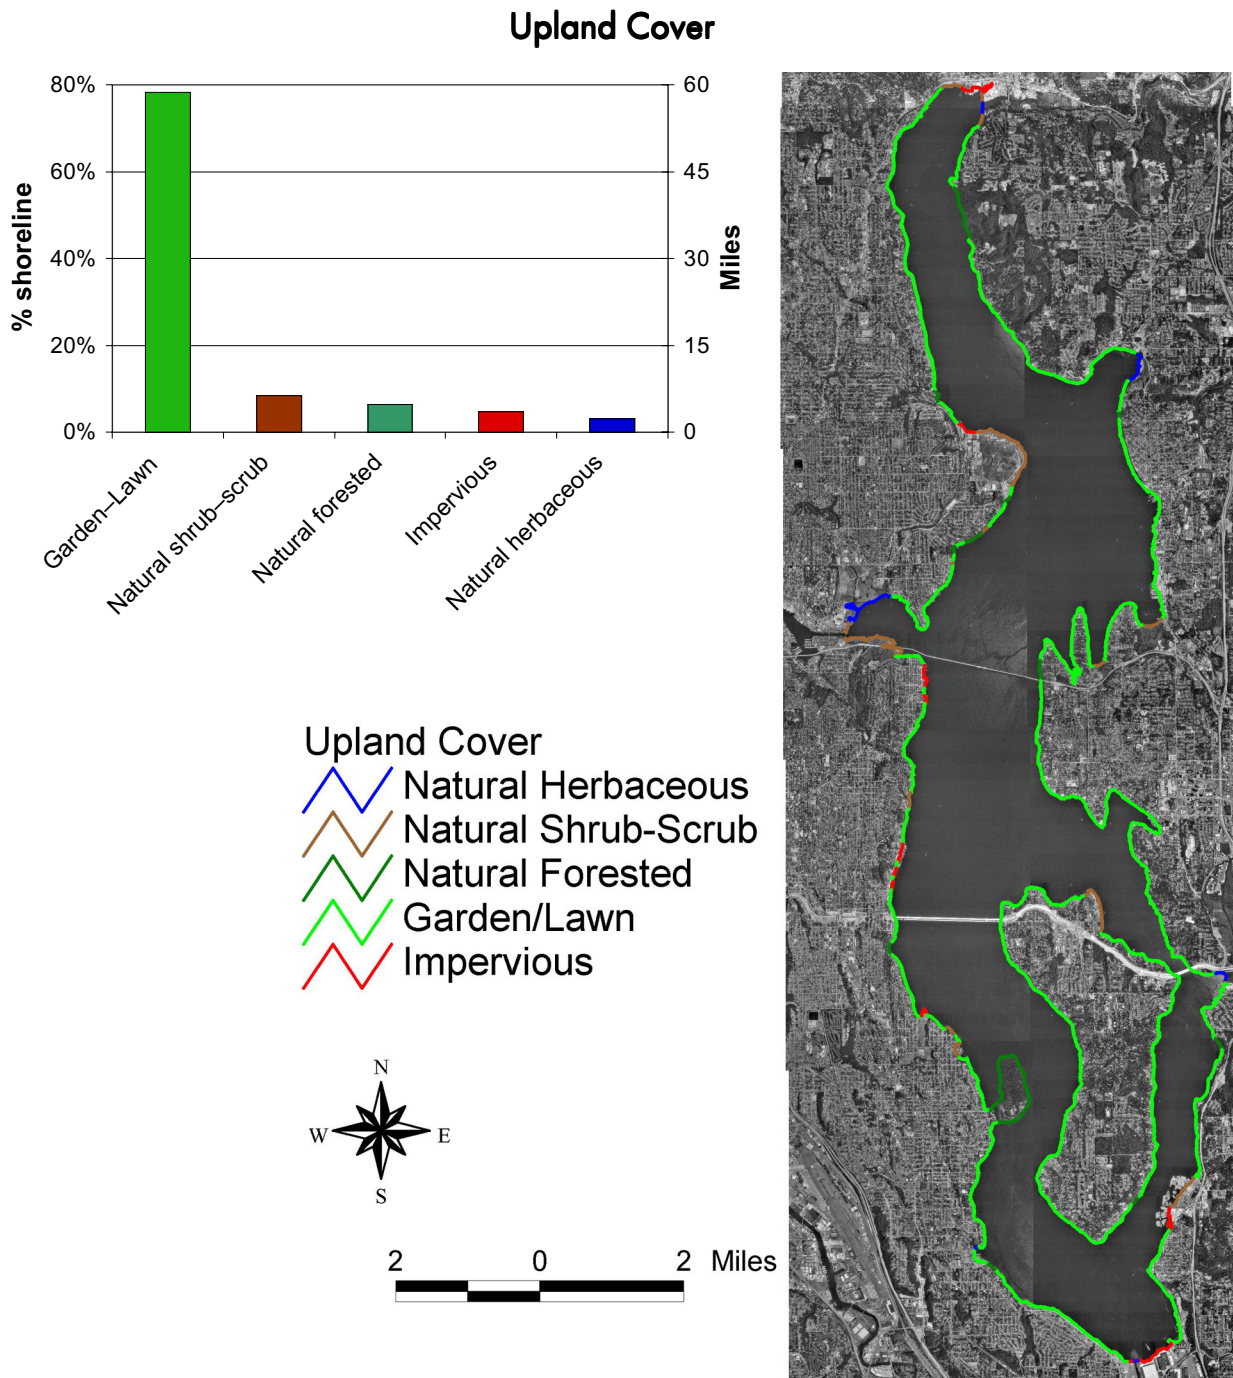 Upland Cover
80%
60%
40%
20%
0%
% shoreline
60
45
30
15
0
Miles
Garden–Lawn
Natural shrub–scrub
Natural forested
Impervious
Natural herbaceous
Upland Cover
Natural Herbaceous
Natural Shrub-Scrub
Natural Forested
Garden/Lawn
Impervious
N
W E
S
2 0 2 Miles